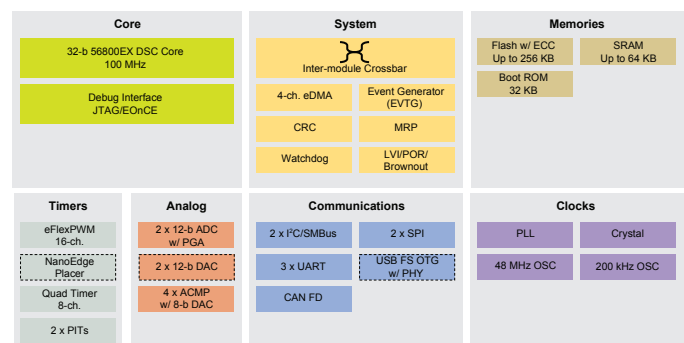 Core
32-b 56800EX DSC Core
100 MHz
Debug Interface
JTAG/EOnCE
System
Inter-module Crossbar
4-ch. eDMA
Event Generator
(EVTG)
CRC
MRP
Watchdog
LVI/POR/
Brownout
Memories
Flash w/ ECC
Up to 256 KB
SRAM
Up to 64 KB
Boot ROM
32 KB
Timers
eFlexPWM
16-ch.
NanoEdge
Placer
Quad Timer
8-ch.
2 x PITs
Analog
2 x 12-b ADC
w/ PGA
2 x 12-b DAC
4 x ACMP
w/ 8-b DAC
Communications
2 x I²C/SMBus
2 x SPI
3 x UART
USB FS OTG
w/ PHY
CAN FD
Clocks
PLL
Crystal
48 MHz OSC
200 kHz OSC